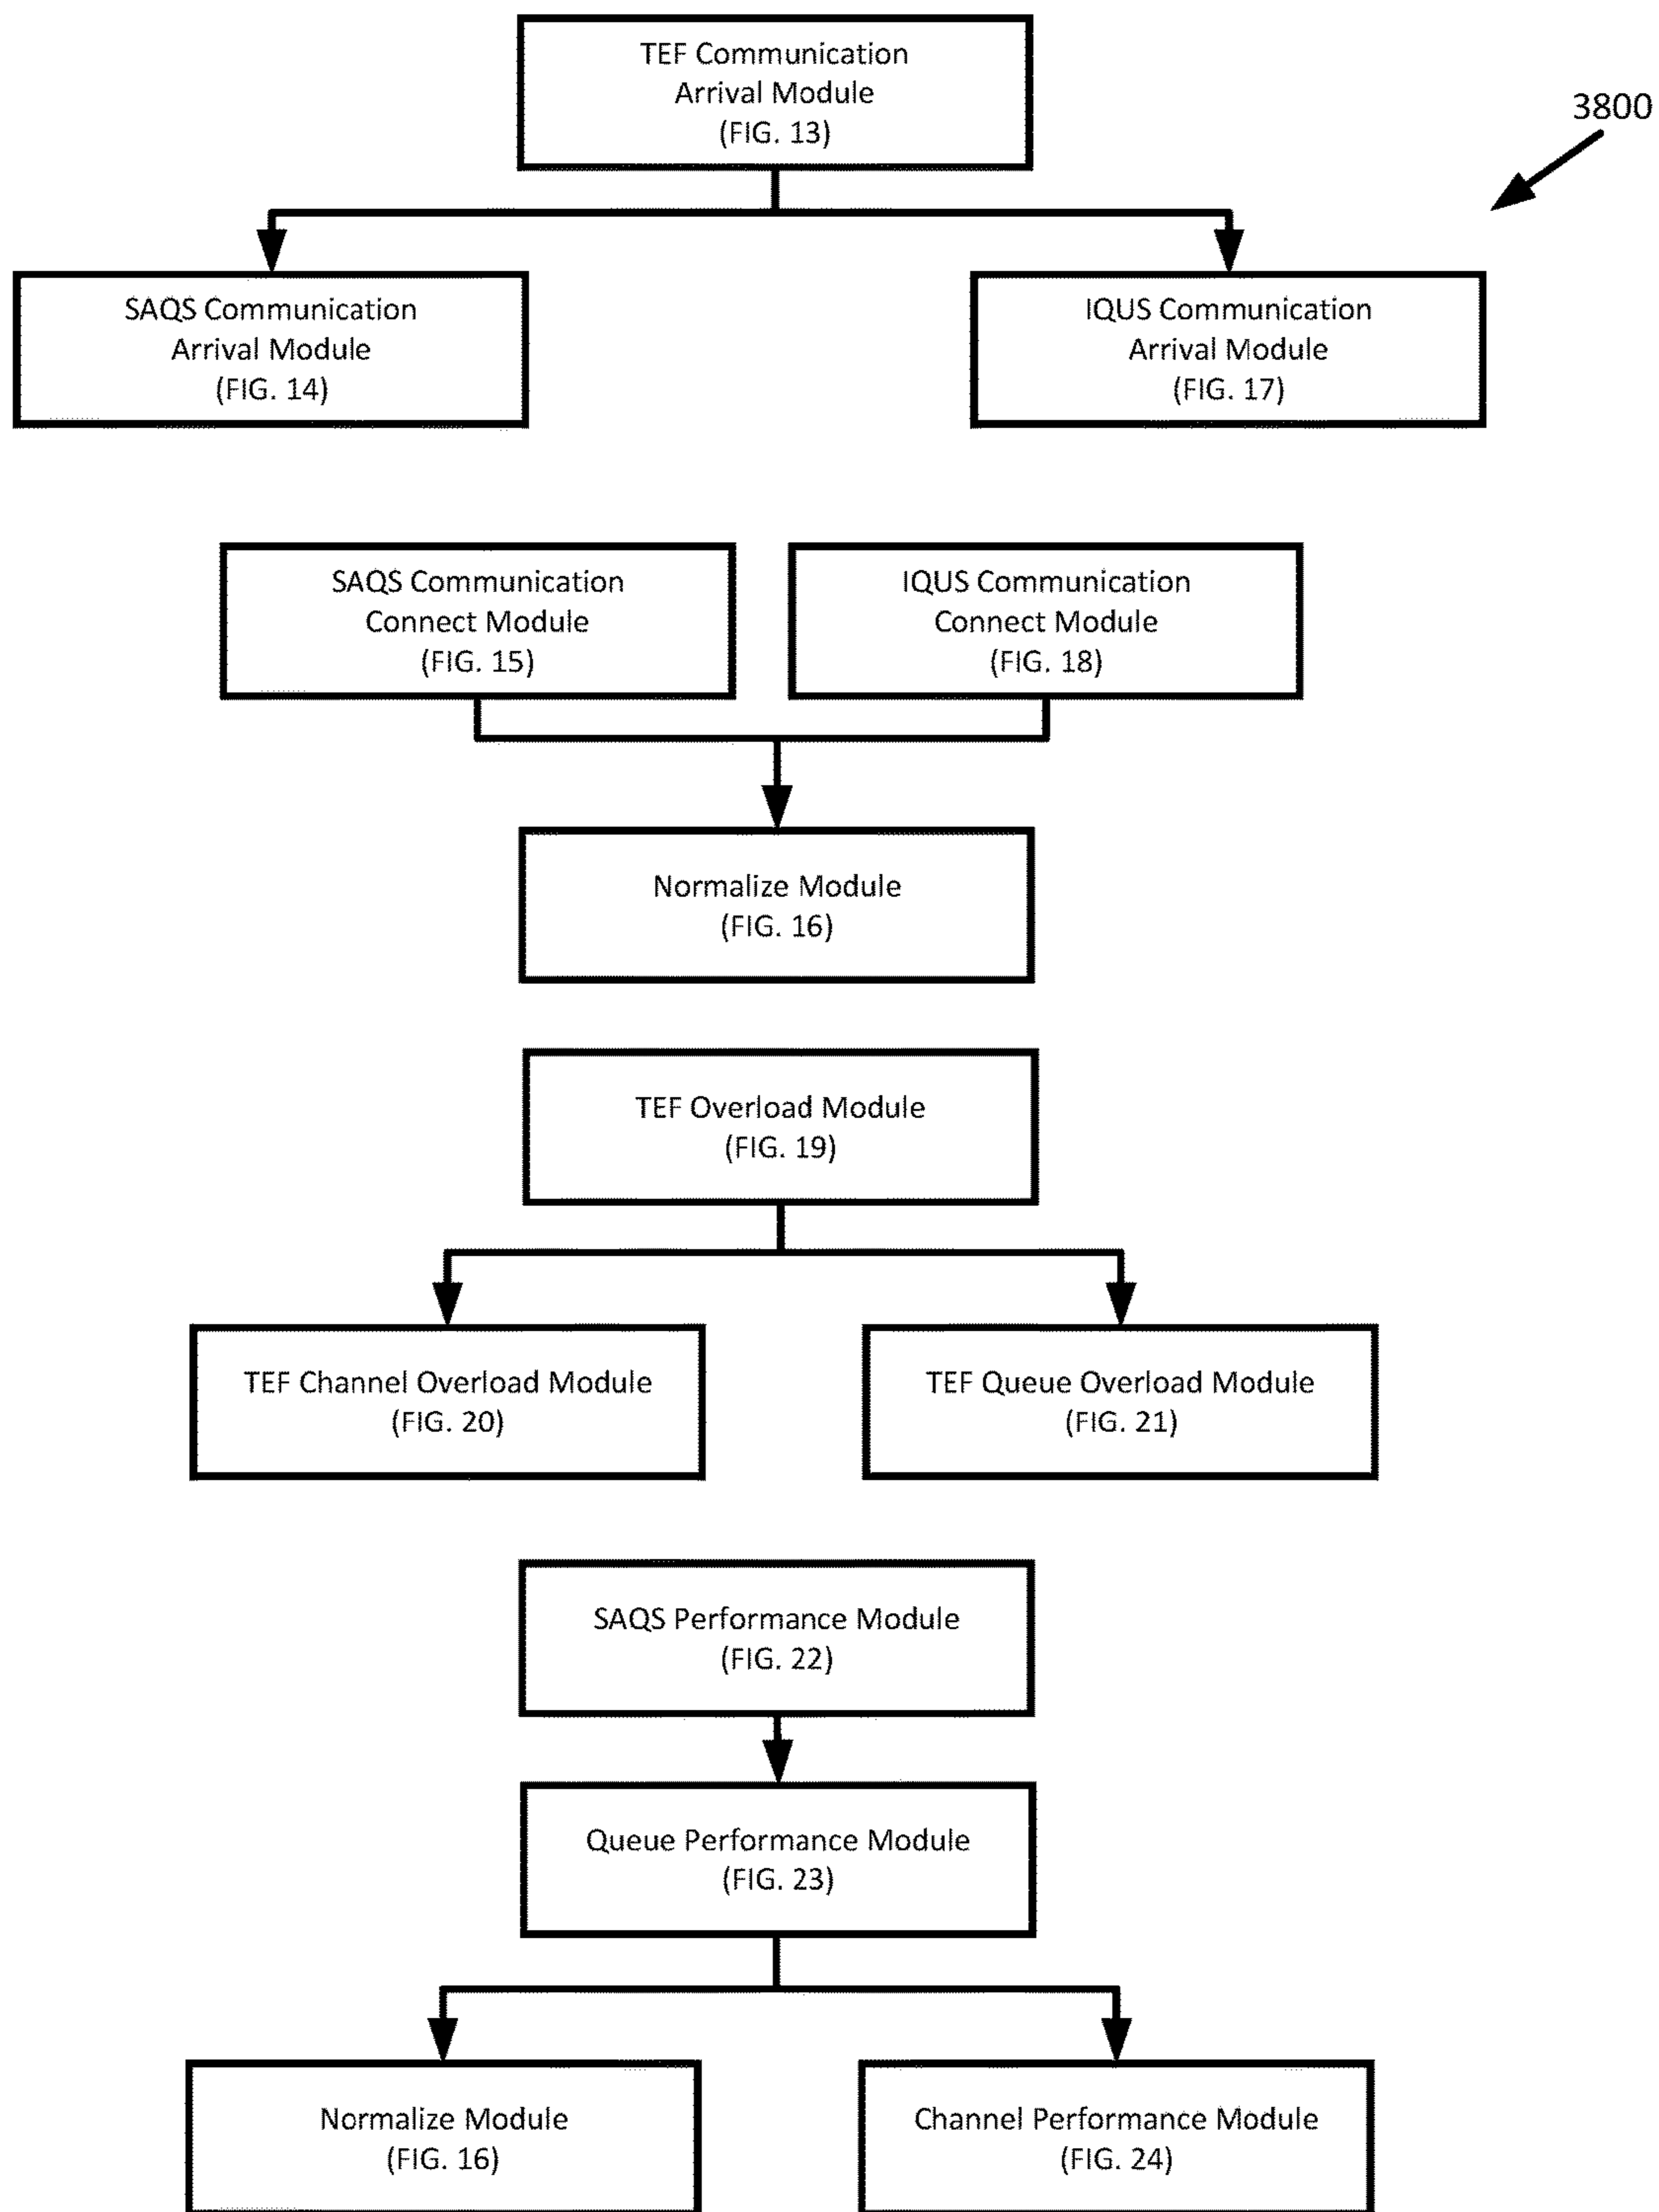 TEF Communication
Arrival Module
(FIG. 13)
3800
SAQS Communication
Arrival Module
(FIG. 14)
IQUS Communication
Arrival Module
(FIG. 17)
SAQS Communication
Connect Module
(FIG. 15)
IQUS Communication
Connect Module
(FIG. 18)
Normalize Module
(FIG. 16)
TEF Overload Module
(FIG. 19)
TEF Channel Overload Module
(FIG. 20)
TEF Queue Overload Module
(FIG. 21)
SAQS Performance Module
(FIG. 22)
Queue Performance Module
(FIG. 23)
Normalize Module
(FIG. 16)
Channel Performance Module
(FIG. 24)